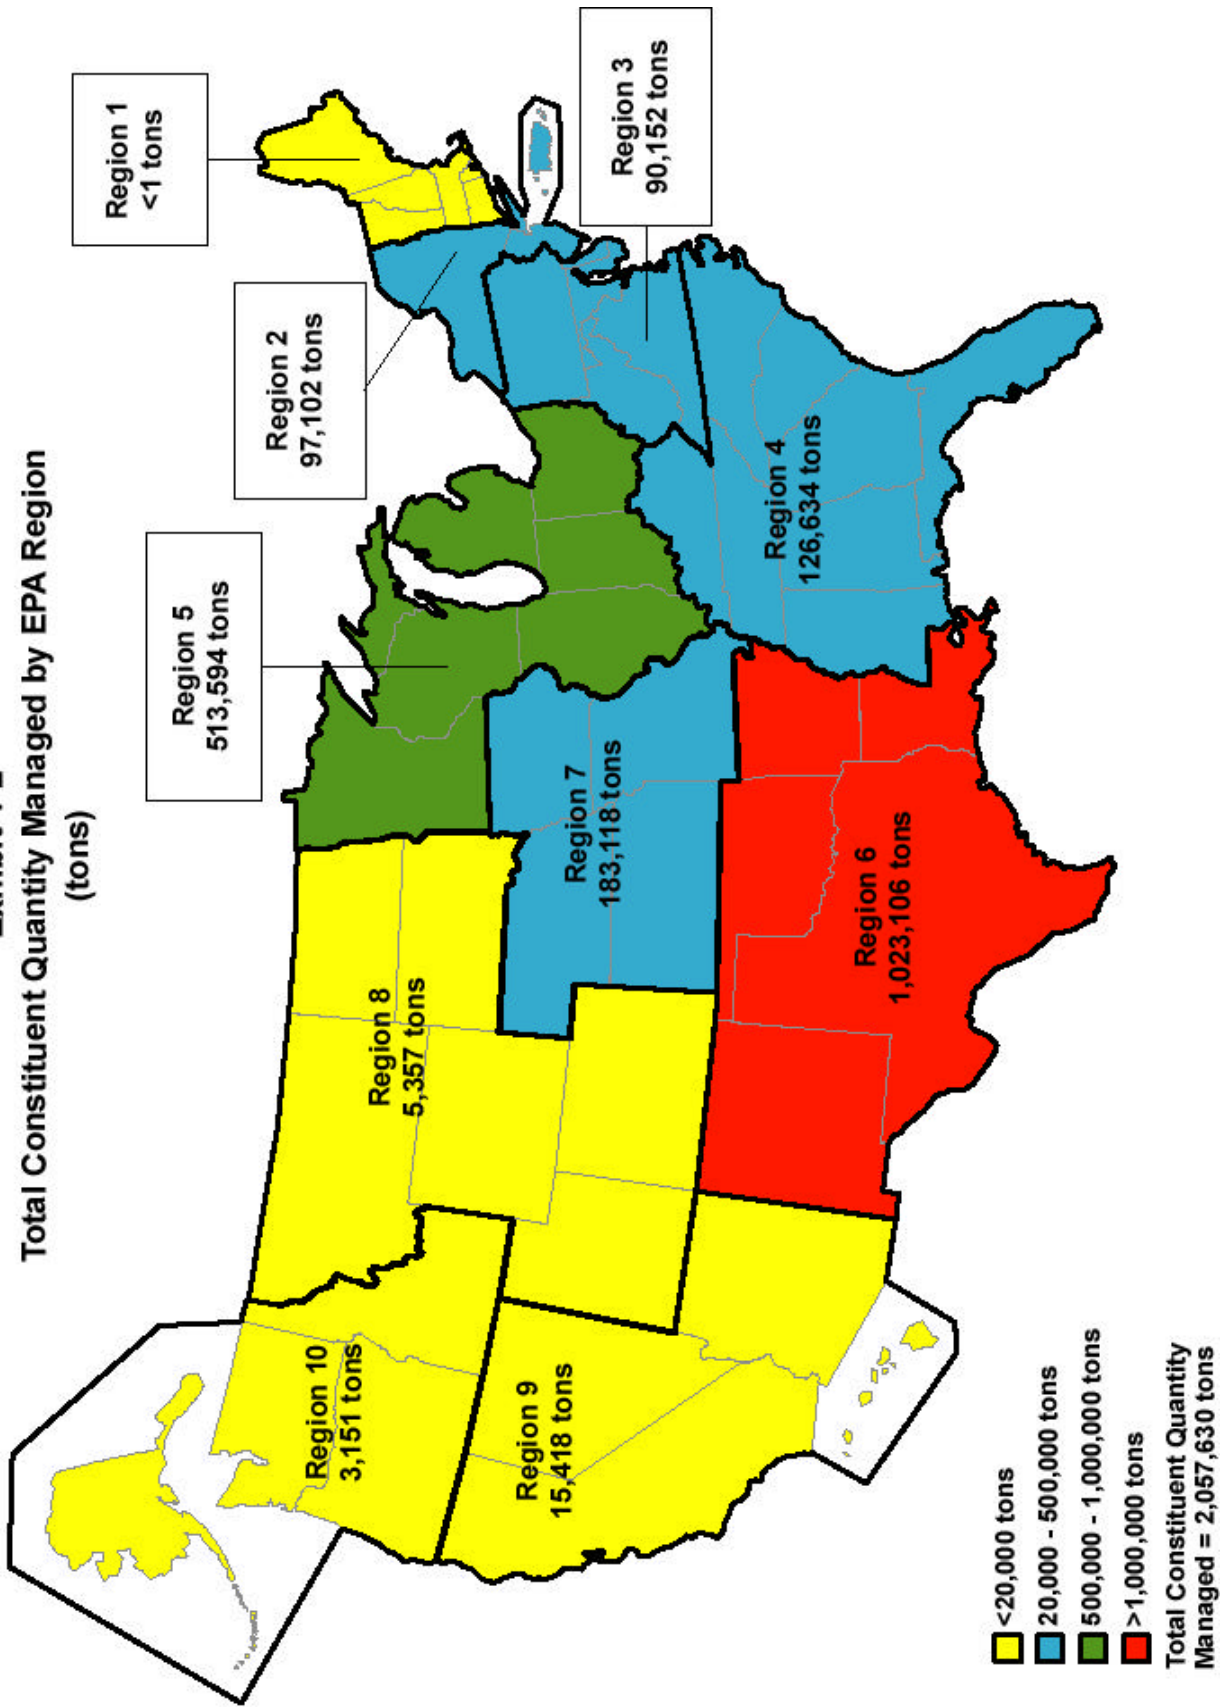 Total Constituent Quantity Managed by EPA Region
(tons)
Region 1
<1 tons
Region 2
97,102 tons
Region 3
90,152 tons
Region 5
513,594 tons
Region 4
126,634 tons
Region 7
183,118 tons
Region 6
1,023,106 tons
Region 8
5,357 tons
Region 10
3,151 tons
Region 9
15,418 tons
<20,000 tons
20,000 - 500,000 tons
500,000 - 1,000,000 tons
>1,000,000 tons
Total Constituent Quantity
Managed = 2,057,630 tons